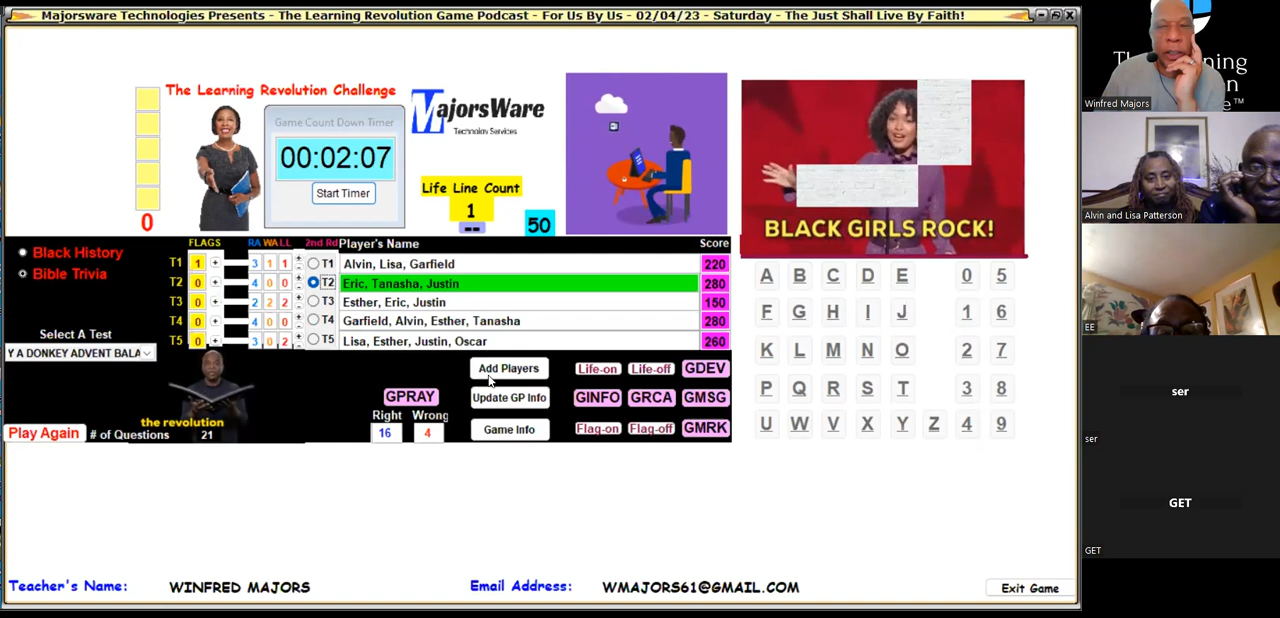 Majorsware Technologies Presents - The Learning Revolution Game Podcast - For Us By Us - 02/04/23 - Saturday - The Just Shall Live By Faith!
The Learning Revolution Challenge
Game Count Down Timer
00:02:07
Start Timer
0
MajorsWare
Technology Services
Life Line Count
1
--
50
BLACK GIRLS ROCK!
Black History
Bible Trivia
Select A Test
Y A DONKEY ADVENT BALA
FLAGS RA WA LL 2nd Rd Player's Name Score
T1 1 + 3 1 1 T1 Alvin, Lisa, Garfield 220
T2 0 + 4 0 0 T2 Eric, Tanasha, Justin 280
T3 0 + 2 2 2 T3 Esther, Eric, Justin 150
T4 0 + 4 0 0 T4 Garfield, Alvin, Esther, Tanasha 280
T5 0 + 3 0 2 T5 Lisa, Esther, Justin, Oscar 260
the revolution
Play Again # of Questions 21
GPRAY
Right Wrong
16 4
Add Players Life-on Life-off GDEV
Update GP Info GINFO GRCA GMSG
Game Info Flag-on Flag-off GMRK
A B C D E 0 5
F G H I J 1 6
K L M N O 2 7
P Q R S T 3 8
U W V X Y Z 4 9
Teacher's Name: WINFRED MAJORS Email Address: WMAJORS61@GMAIL.COM Exit Game
Winfred Majors
Alvin and Lisa Patterson
EE
ser
ser
GET
GET